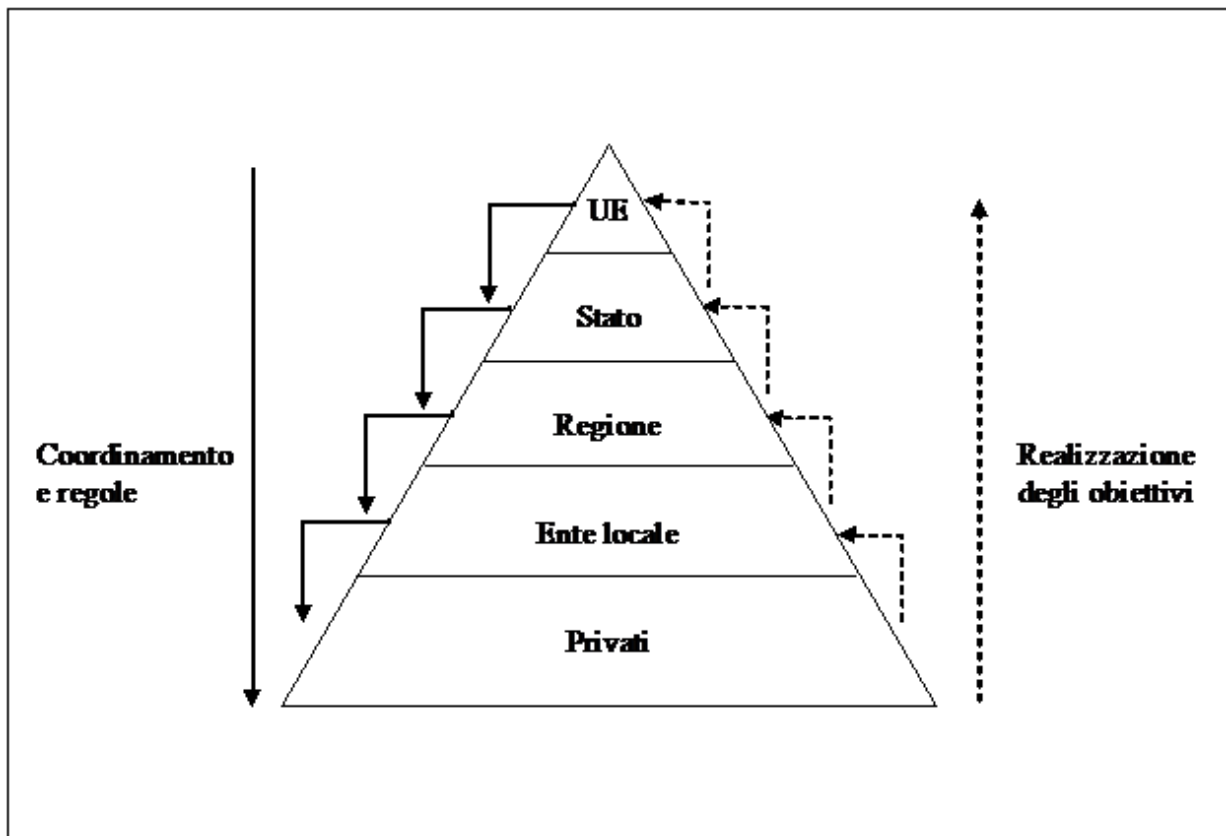 UE
Stato
Regione
Coordinamento
e regole
Realizzazione
degli obiettivi
Ente locale
Privati